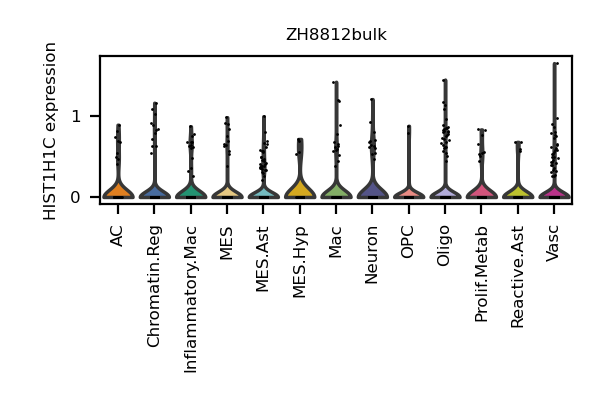 ZH8812bulk
HIST1H1C expression
1
0
AC
Chromatin.Reg
Inflammatory.Mac
MES
MES.Ast
MES.Hyp
Mac
Neuron
OPC
Oligo
Prolif.Metab
Reactive.Ast
Vasc